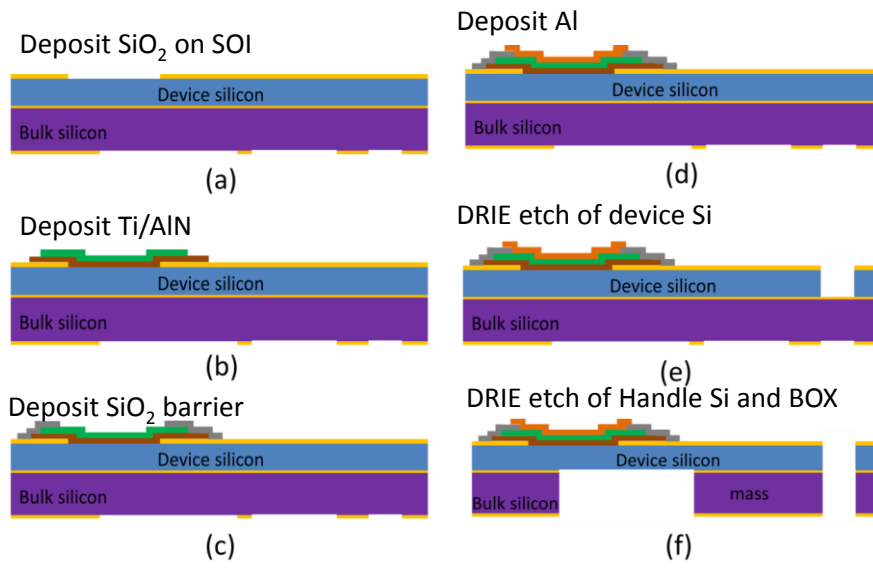 Deposit SiO₂ on SOI
Device silicon
Bulk silicon
(a)
Deposit Ti/AlN
Device silicon
Bulk silicon
(b)
Deposit SiO₂ barrier
Device silicon
Bulk silicon
(c)
Deposit Al
Device silicon
Bulk silicon
(d)
DRIE etch of device Si
Device silicon
Bulk silicon
(e)
DRIE etch of Handle Si and BOX
Device silicon
Bulk silicon mass
(f)